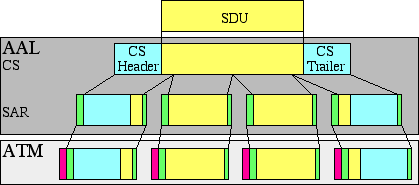 SDU
AAL
CS
CS
Header
CS
Trailer
SAR
ATM